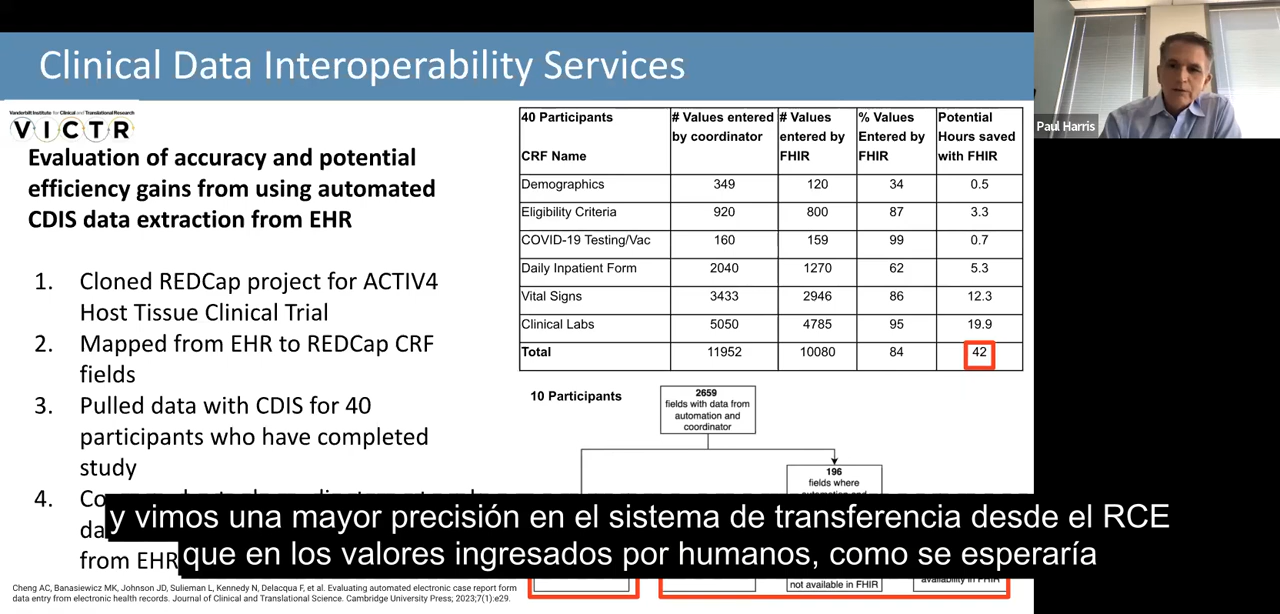 Clinical Data Interoperability Services
Vanderbilt Institute for Clinical and Translational Research
VICTR
Evaluation of accuracy and potential
efficiency gains from using automated
CDIS data extraction from EHR
1. Cloned REDCap project for ACTIV4
Host Tissue Clinical Trial
2. Mapped from EHR to REDCap CRF
fields
3. Pulled data with CDIS for 40
participants who have completed
study
4.
from EHR
Cheng AC, Banasiewicz MK, Johnson JD, Sulieman L, Kennedy N, Delacqua F, et al. Evaluating automated electronic case report form
data entry from electronic health records. Journal of Clinical and Translational Science. Cambridge University Press; 2023;7(1):e29.
40 Participants CRF Name # Values entered by coordinator # Values entered by FHIR % Values Entered by FHIR Potential Hours saved with FHIR
Demographics 349 120 34 0.5
Eligibility Criteria 920 800 87 3.3
COVID-19 Testing/Vac 160 159 99 0.7
Daily Inpatient Form 2040 1270 62 5.3
Vital Signs 3433 2946 86 12.3
Clinical Labs 5050 4785 95 19.9
Total 11952 10080 84 42
10 Participants
2659
fields with data from
automation and
coordinator
196
fields where
not available in FHIR
availability in FHIR
Paul Harris
y vimos una mayor precisión en el sistema de transferencia desde el RCE
que en los valores ingresados por humanos, como se esperaría